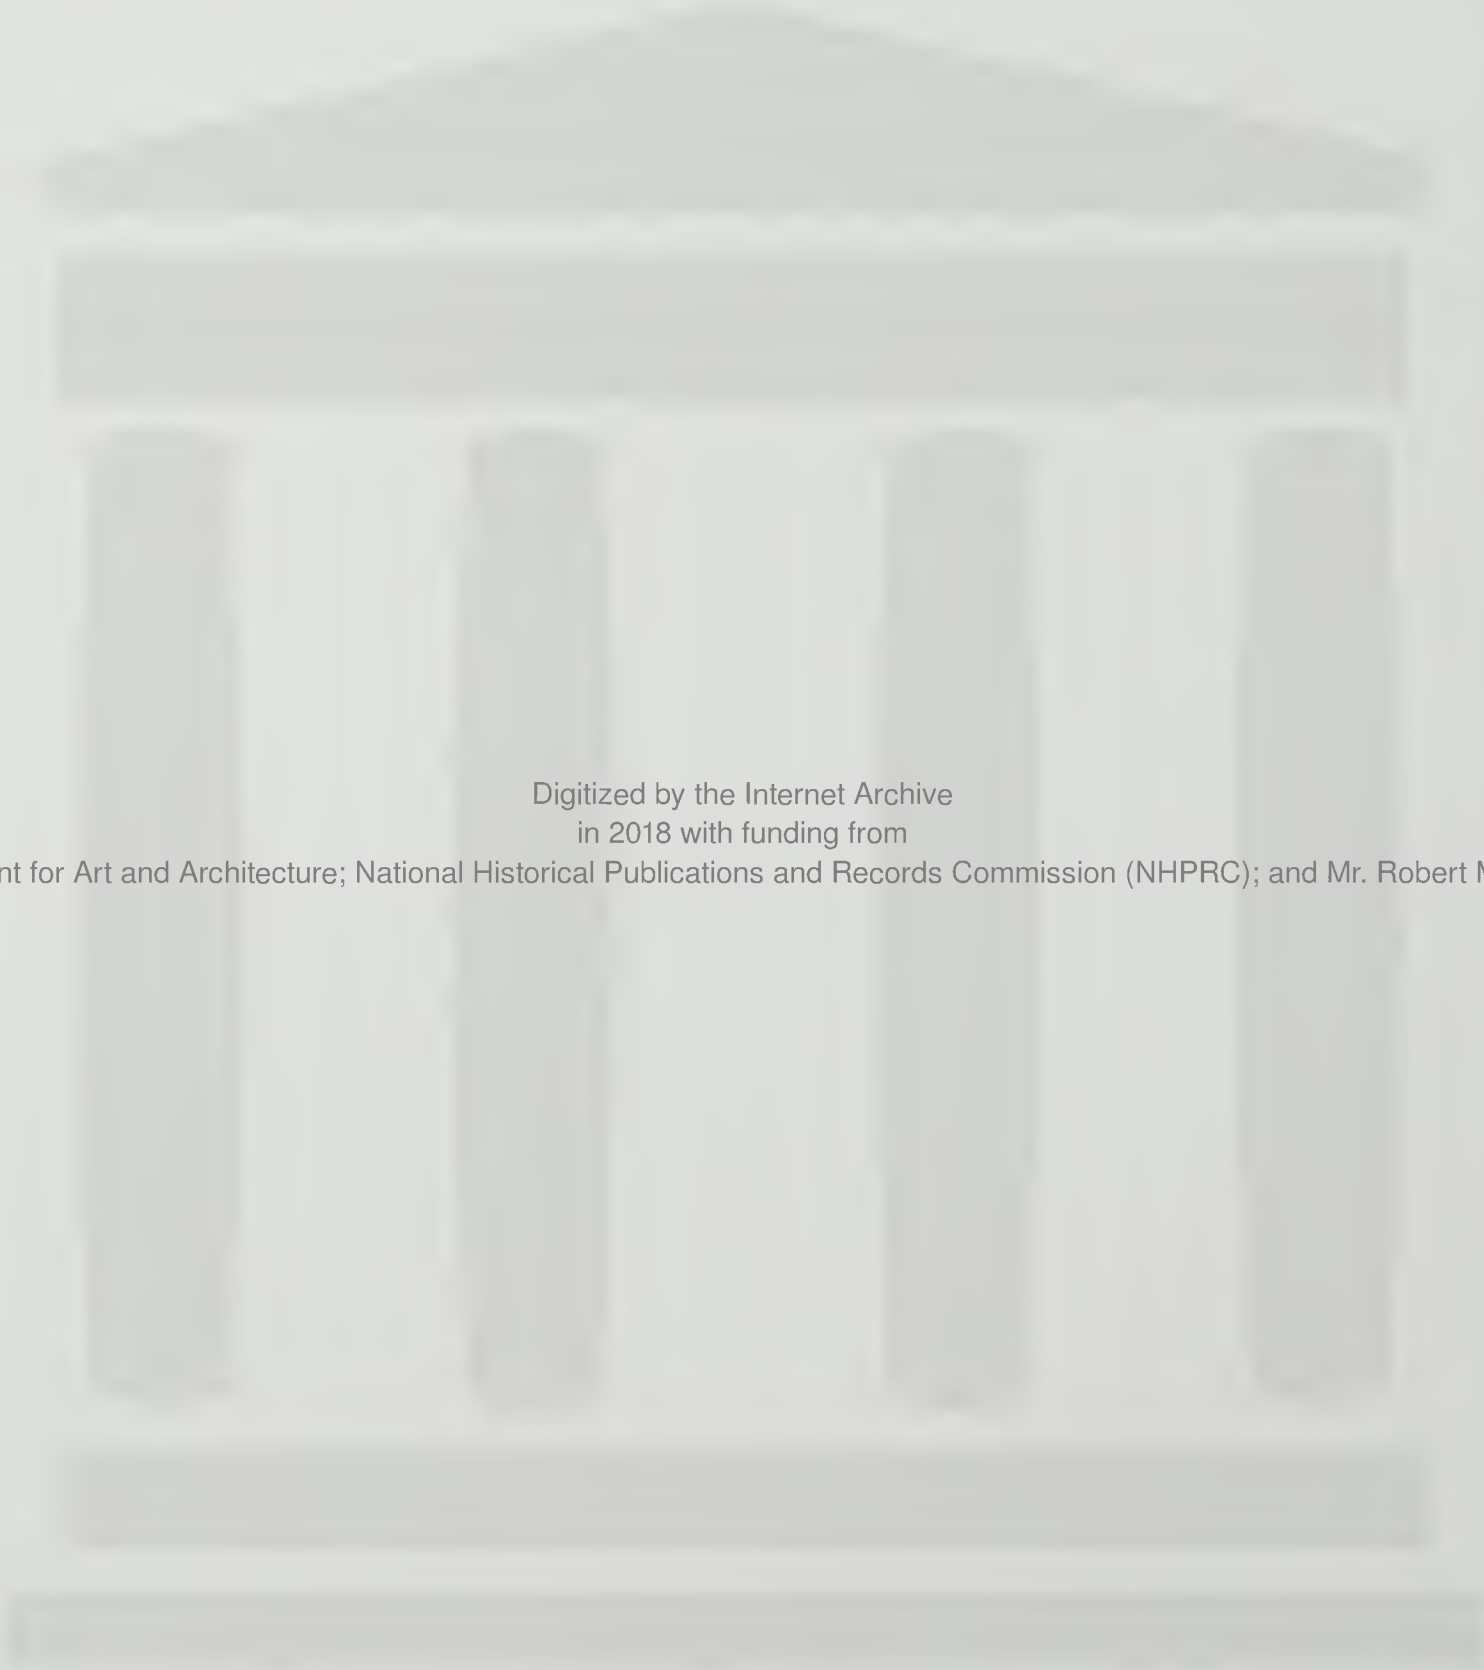 Digitized by the Internet Archive
in 2018 with funding from
nt for Art and Architecture; National Historical Publications and Records Commission (NHPRC); and Mr. Robert M